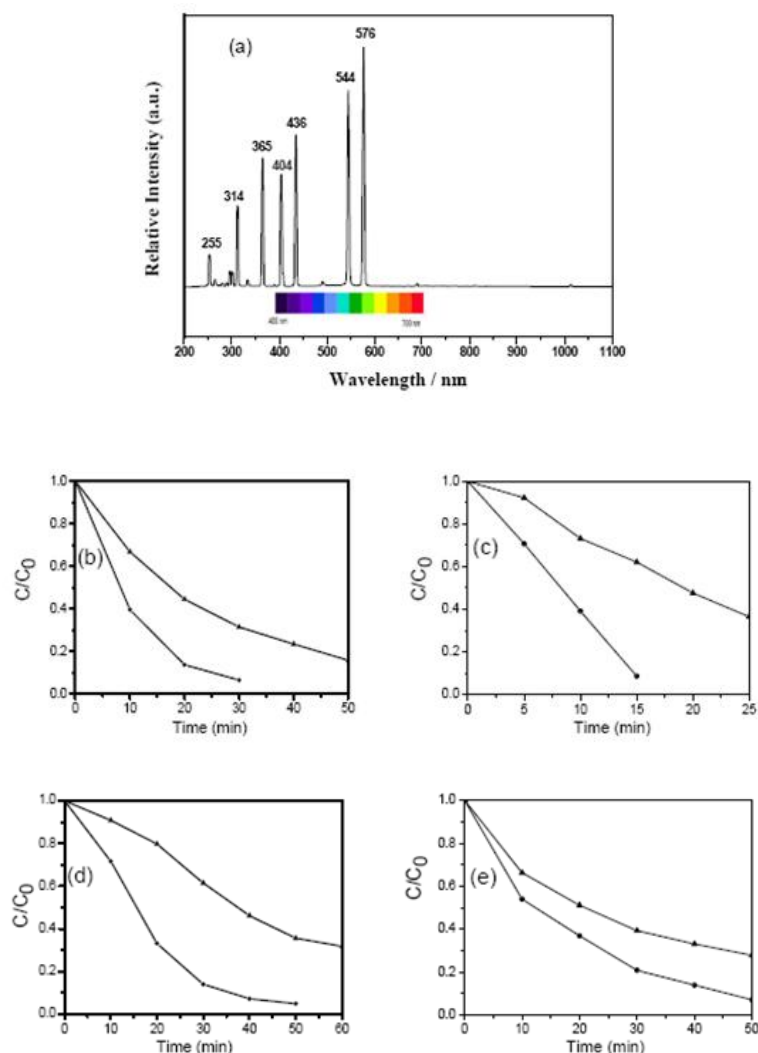 (a)
576
544
436
365
404
314
255
Relative Intensity (a.u.)
400 nm
700 nm
200 300 400 500 600 700 800 900 1000 1100
Wavelength / nm
1.0
0.8
0.6
0.4
0.2
0.0
C/C0
(b)
0 10 20 30 40 50
Time (min)
1.0
0.8
0.6
0.4
0.2
0.0
C/C0
(c)
0 5 10 15 20 25
Time (min)
1.0
0.8
0.6
0.4
0.2
0.0
C/C0
(d)
0 10 20 30 40 50 60
Time (min)
1.0
0.8
0.6
0.4
0.2
0.0
C/C0
(e)
0 10 20 30 40 50
Time (min)